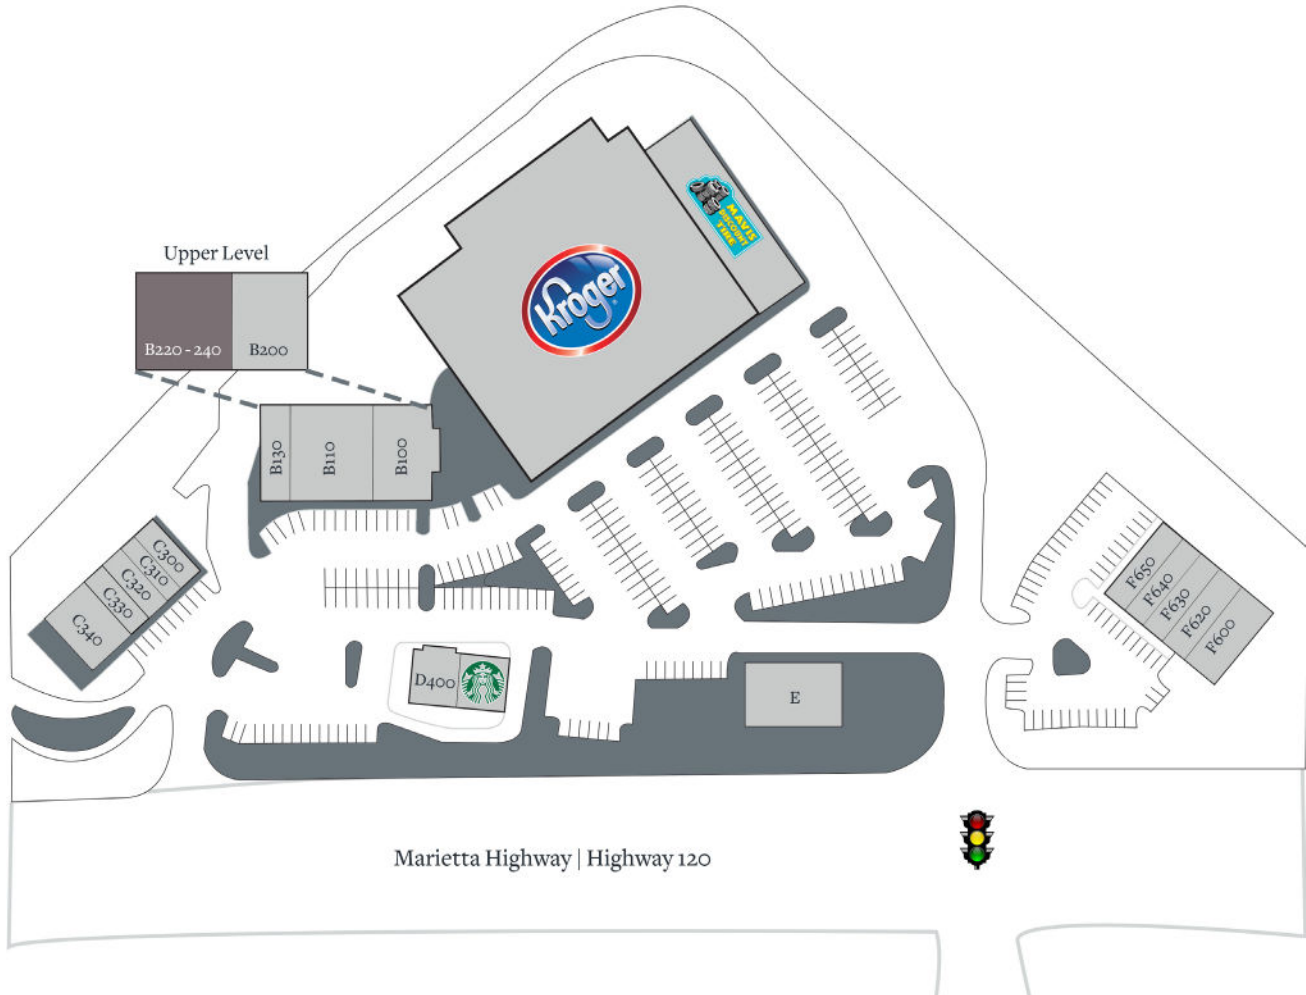 Upper Level
B220 - 240
B200
Kroger
MAVIS
DISCOUNT
TIRE
B130
B110
B100
C300
C310
C320
C330
C340
D400
E
F650
F640
F630
F620
F600
Marietta Highway | Highway 120